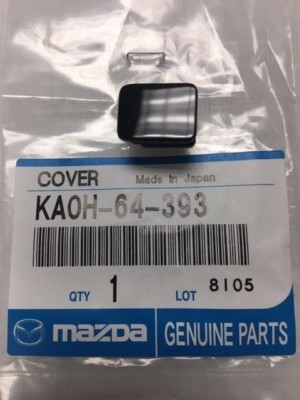 COVER Made in Japan
KA0H-64-393
QTY 1 LOT 8105
mazda GENUINE PARTS